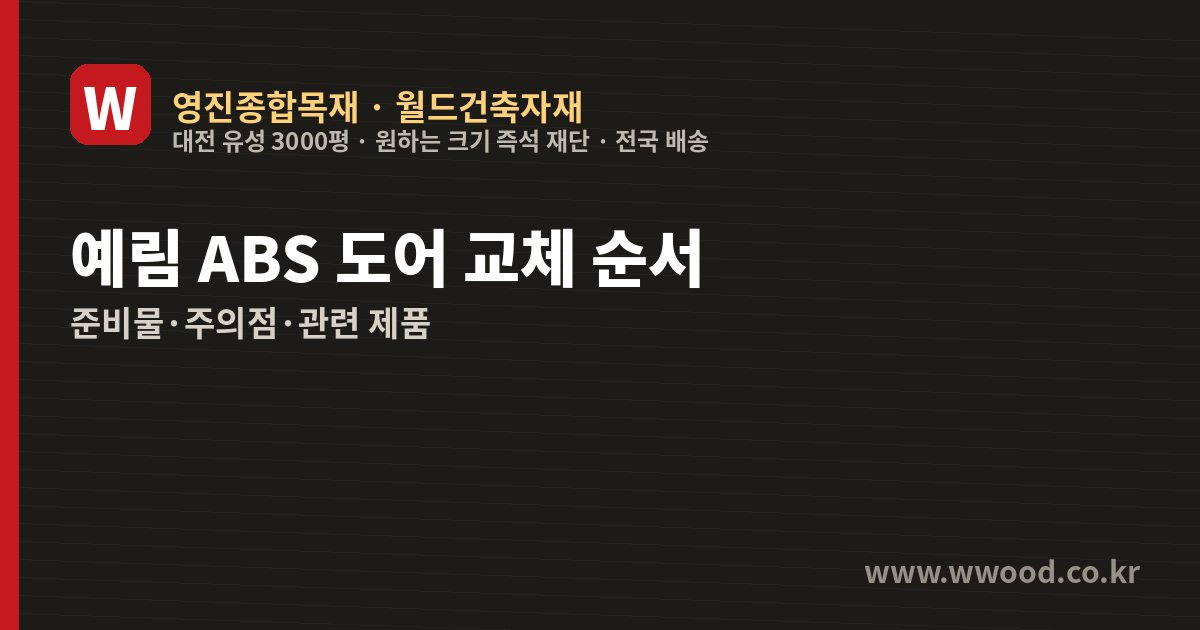 W
영진종합목재 · 월드건축자재
대전 유성 3000평 · 원하는 크기 즉석 재단 · 전국 배송
예림 ABS 도어 교체 순서
준비물·주의점·관련 제품
www.wwood.co.kr